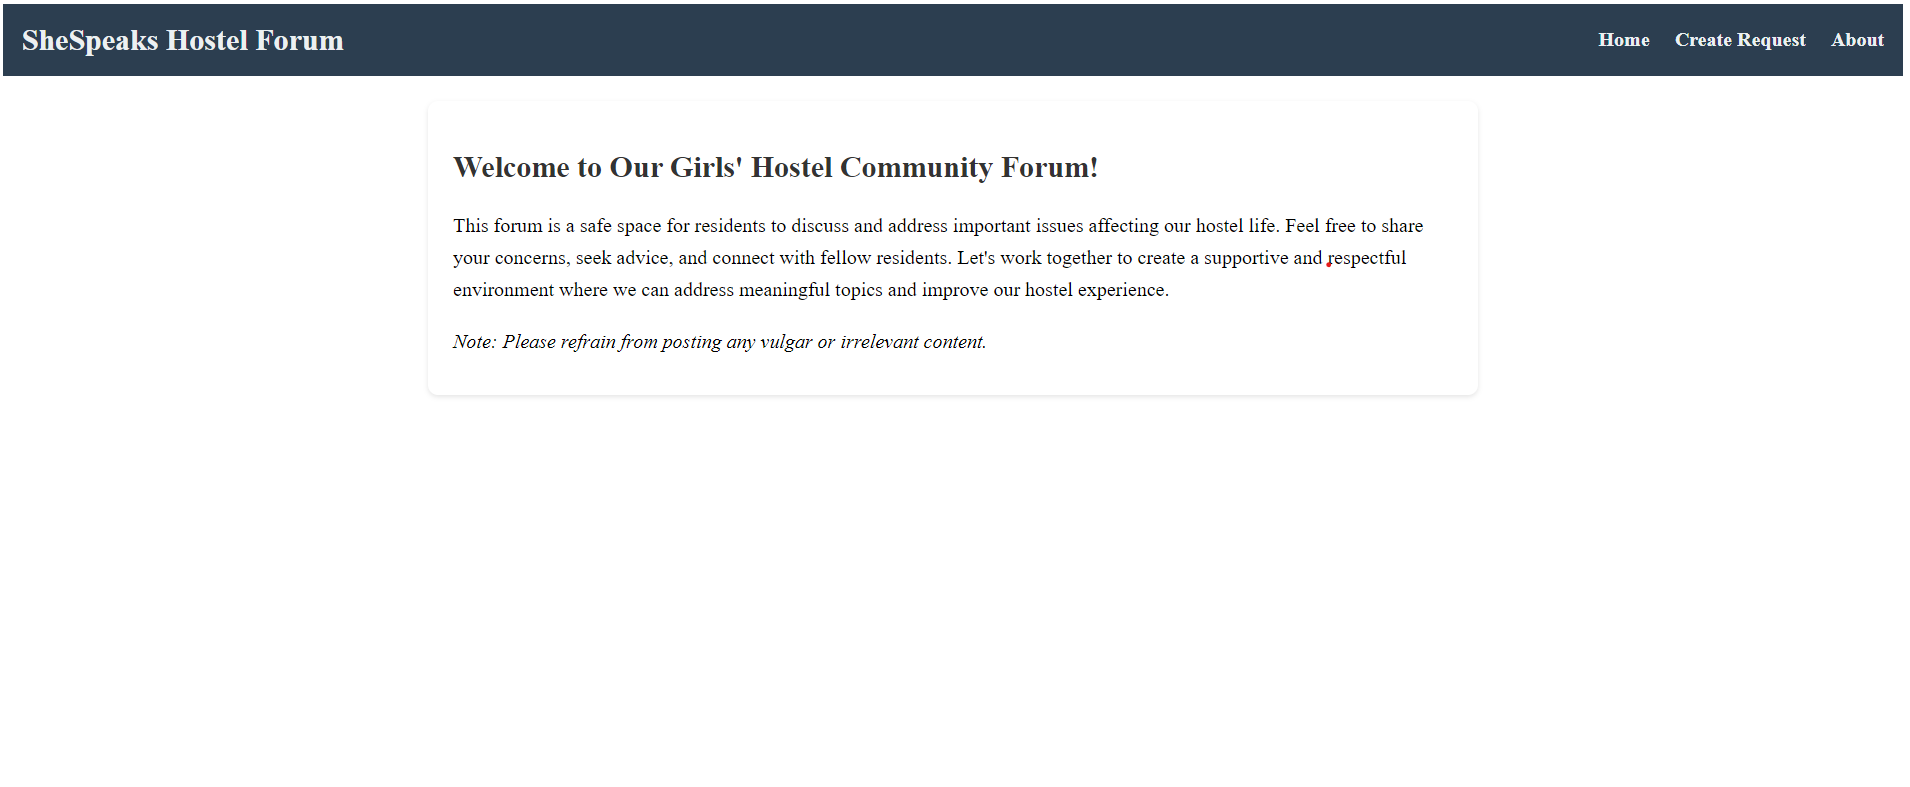 SheSpeaks Hostel Forum
Home Create Request About
Welcome to Our Girls' Hostel Community Forum!
This forum is a safe space for residents to discuss and address important issues affecting our hostel life. Feel free to share
your concerns, seek advice, and connect with fellow residents. Let's work together to create a supportive and respectful
environment where we can address meaningful topics and improve our hostel experience.
Note: Please refrain from posting any vulgar or irrelevant content.